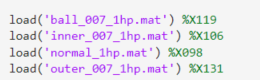 load('ball_007_1hp.mat') %X119
load('inner_007_1hp.mat') %X106
load('normal_1hp.mat') %X098
load('outer_007_1hp.mat') %X131